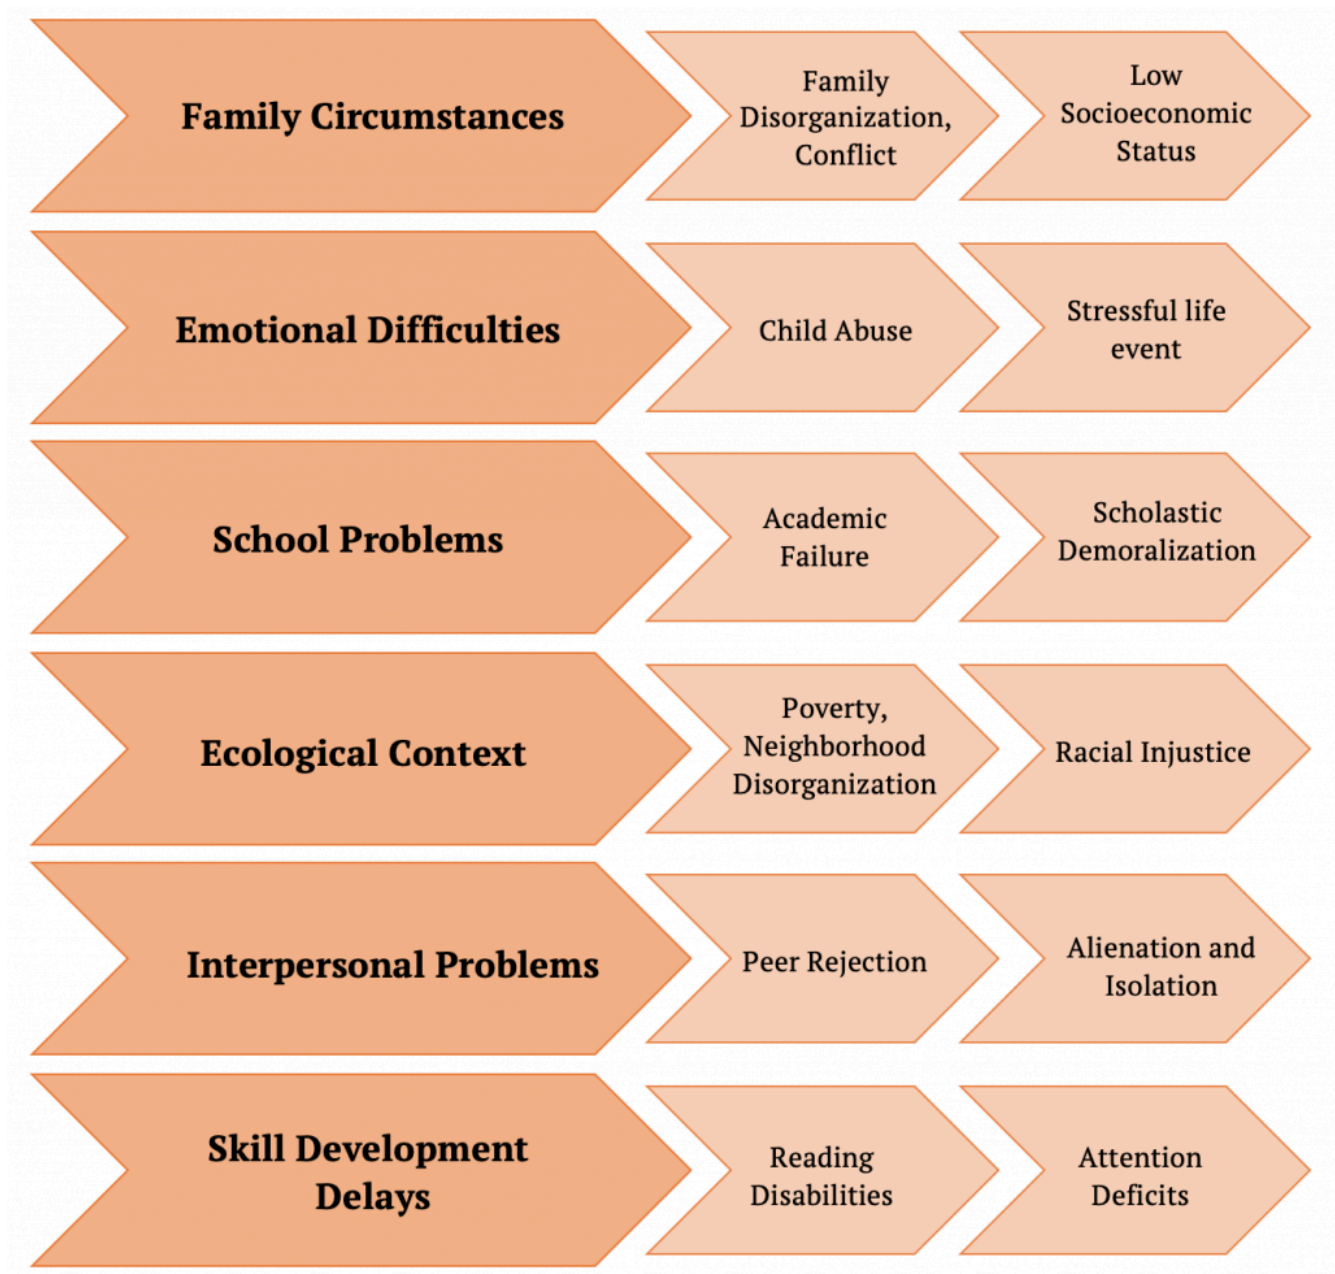 Family Circumstances
Family
Disorganization,
Conflict
Low
Socioeconomic
Status
Emotional Difficulties
Child Abuse
Stressful life
event
School Problems
Academic
Failure
Scholastic
Demoralization
Ecological Context
Poverty,
Neighborhood
Disorganization
Racial Injustice
Interpersonal Problems
Peer Rejection
Alienation and
Isolation
Skill Development
Delays
Reading
Disabilities
Attention
Deficits